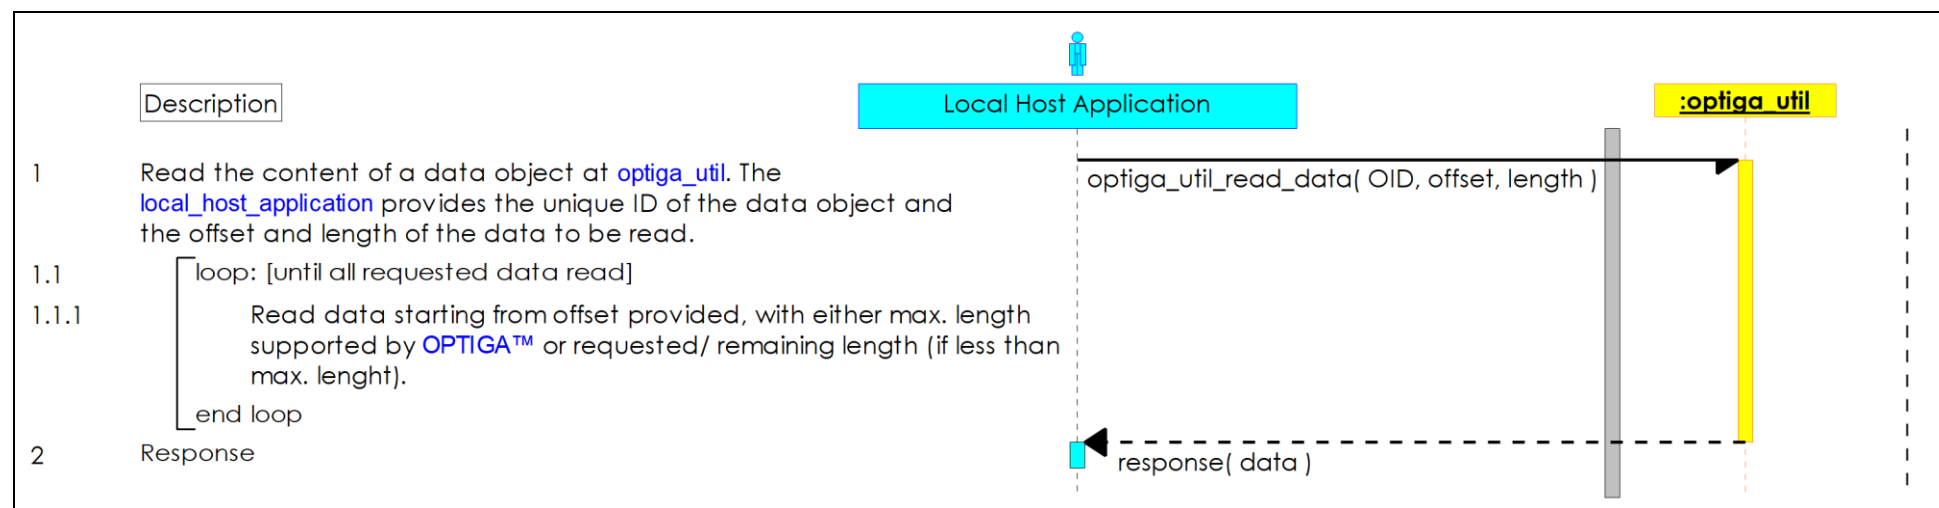 Description
Local Host Application
:optiga_util
1
Read the content of a data object at optiga_util. The
local_host_application provides the unique ID of the data object and
the offset and length of the data to be read.
optiga_util_read_data( OID, offset, length )
1.1
loop: [until all requested data read]
1.1.1
Read data starting from offset provided, with either max. length
supported by OPTIGA™ or requested/ remaining length (if less than
max. lenght).
end loop
2
Response
response( data )